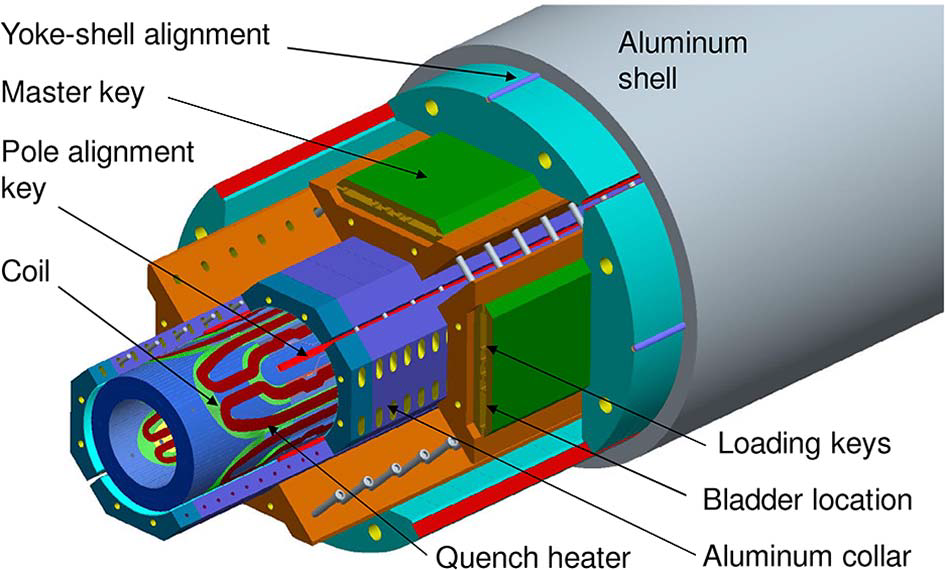 Yoke-shell alignment
Aluminum
shell
Master key
Pole alignment
key
Coil
Loading keys
Bladder location
Quench heater
Aluminum collar